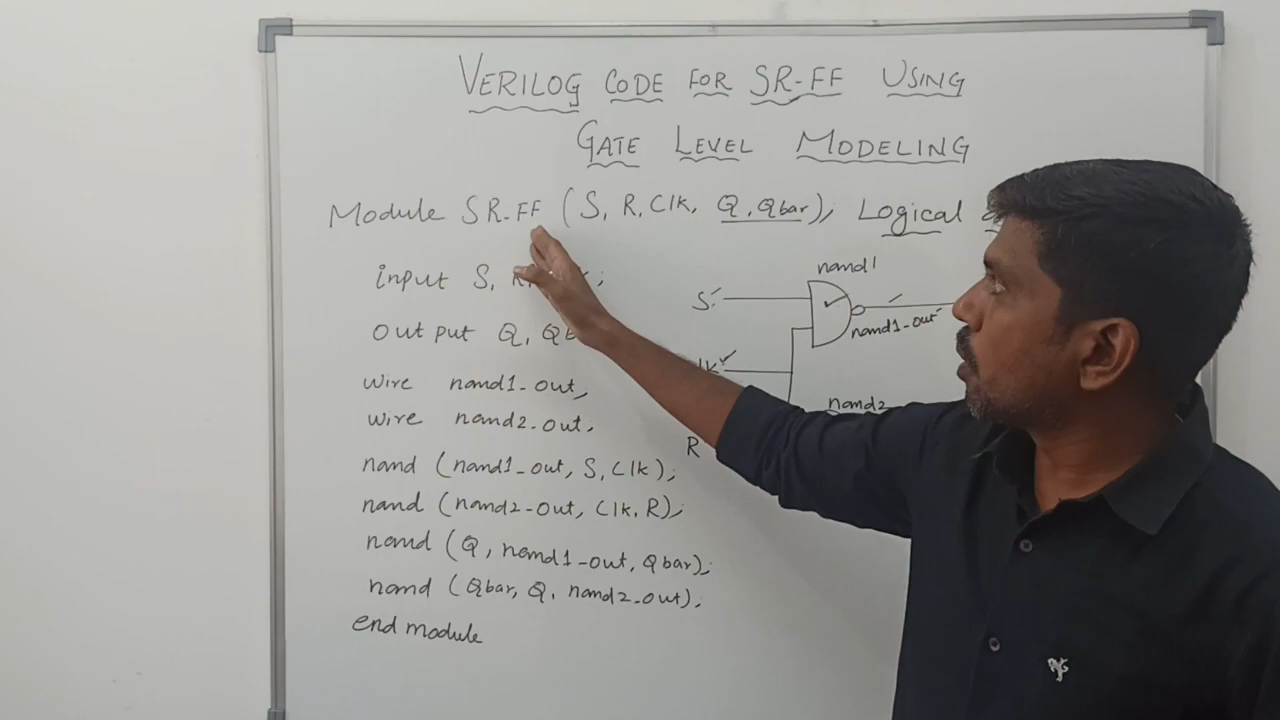 VERILOG CODE FOR SR-FF USING
GATE LEVEL MODELING
Module SR-FF (S, R, Clk, Q, Qbar); Logical
input S, R, ;
output Q,
wire nand1-out,
wire nand2-out,
nand (nand1-out, S, Clk);
nand (nand2-out, Clk, R);
nand (Q, nand1-out, Qbar);
nand (Qbar, Q, nand2-out);
end module
nand1
S
nand1-out
nand2
R